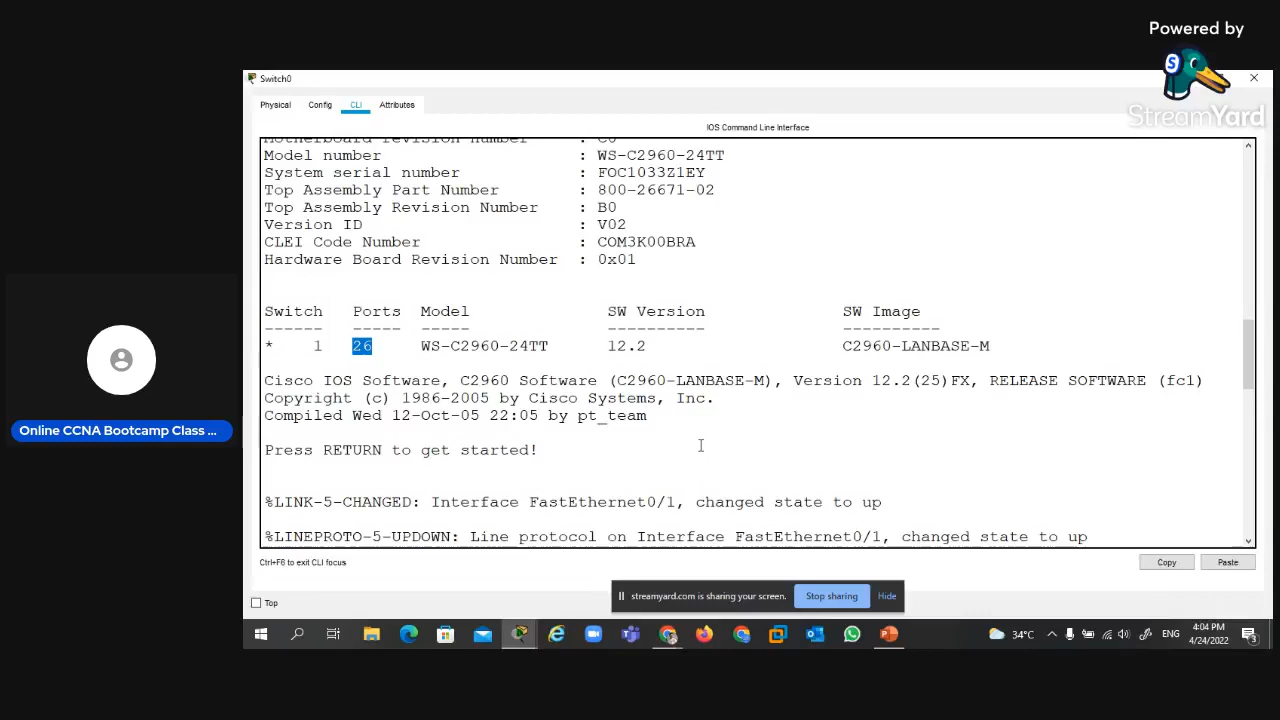 Powered by
StreamYard
Switch0
Physical Config CLI Attributes
IOS Command Line Interface
Motherboard revision number : C0
Model number : WS-C2960-24TT
System serial number : FOC1033Z1EY
Top Assembly Part Number : 800-26671-02
Top Assembly Revision Number : B0
Version ID : V02
CLEI Code Number : COM3K00BRA
Hardware Board Revision Number : 0x01
Switch Ports Model SW Version SW Image
------ ----- ----- ---------- ----------
* 1 26 WS-C2960-24TT 12.2 C2960-LANBASE-M
Cisco IOS Software, C2960 Software (C2960-LANBASE-M), Version 12.2(25)FX, RELEASE SOFTWARE (fc1)
Copyright (c) 1986-2005 by Cisco Systems, Inc.
Compiled Wed 12-Oct-05 22:05 by pt_team
Press RETURN to get started!
%LINK-5-CHANGED: Interface FastEthernet0/1, changed state to up
%LINEPROTO-5-UPDOWN: Line protocol on Interface FastEthernet0/1, changed state to up
Ctrl+F6 to exit CLI focus
Copy Paste
Top
streamyard.com is sharing your screen. Stop sharing Hide
Online CCNA Bootcamp Class ...
34°C ENG 4:04 PM
4/24/2022
3